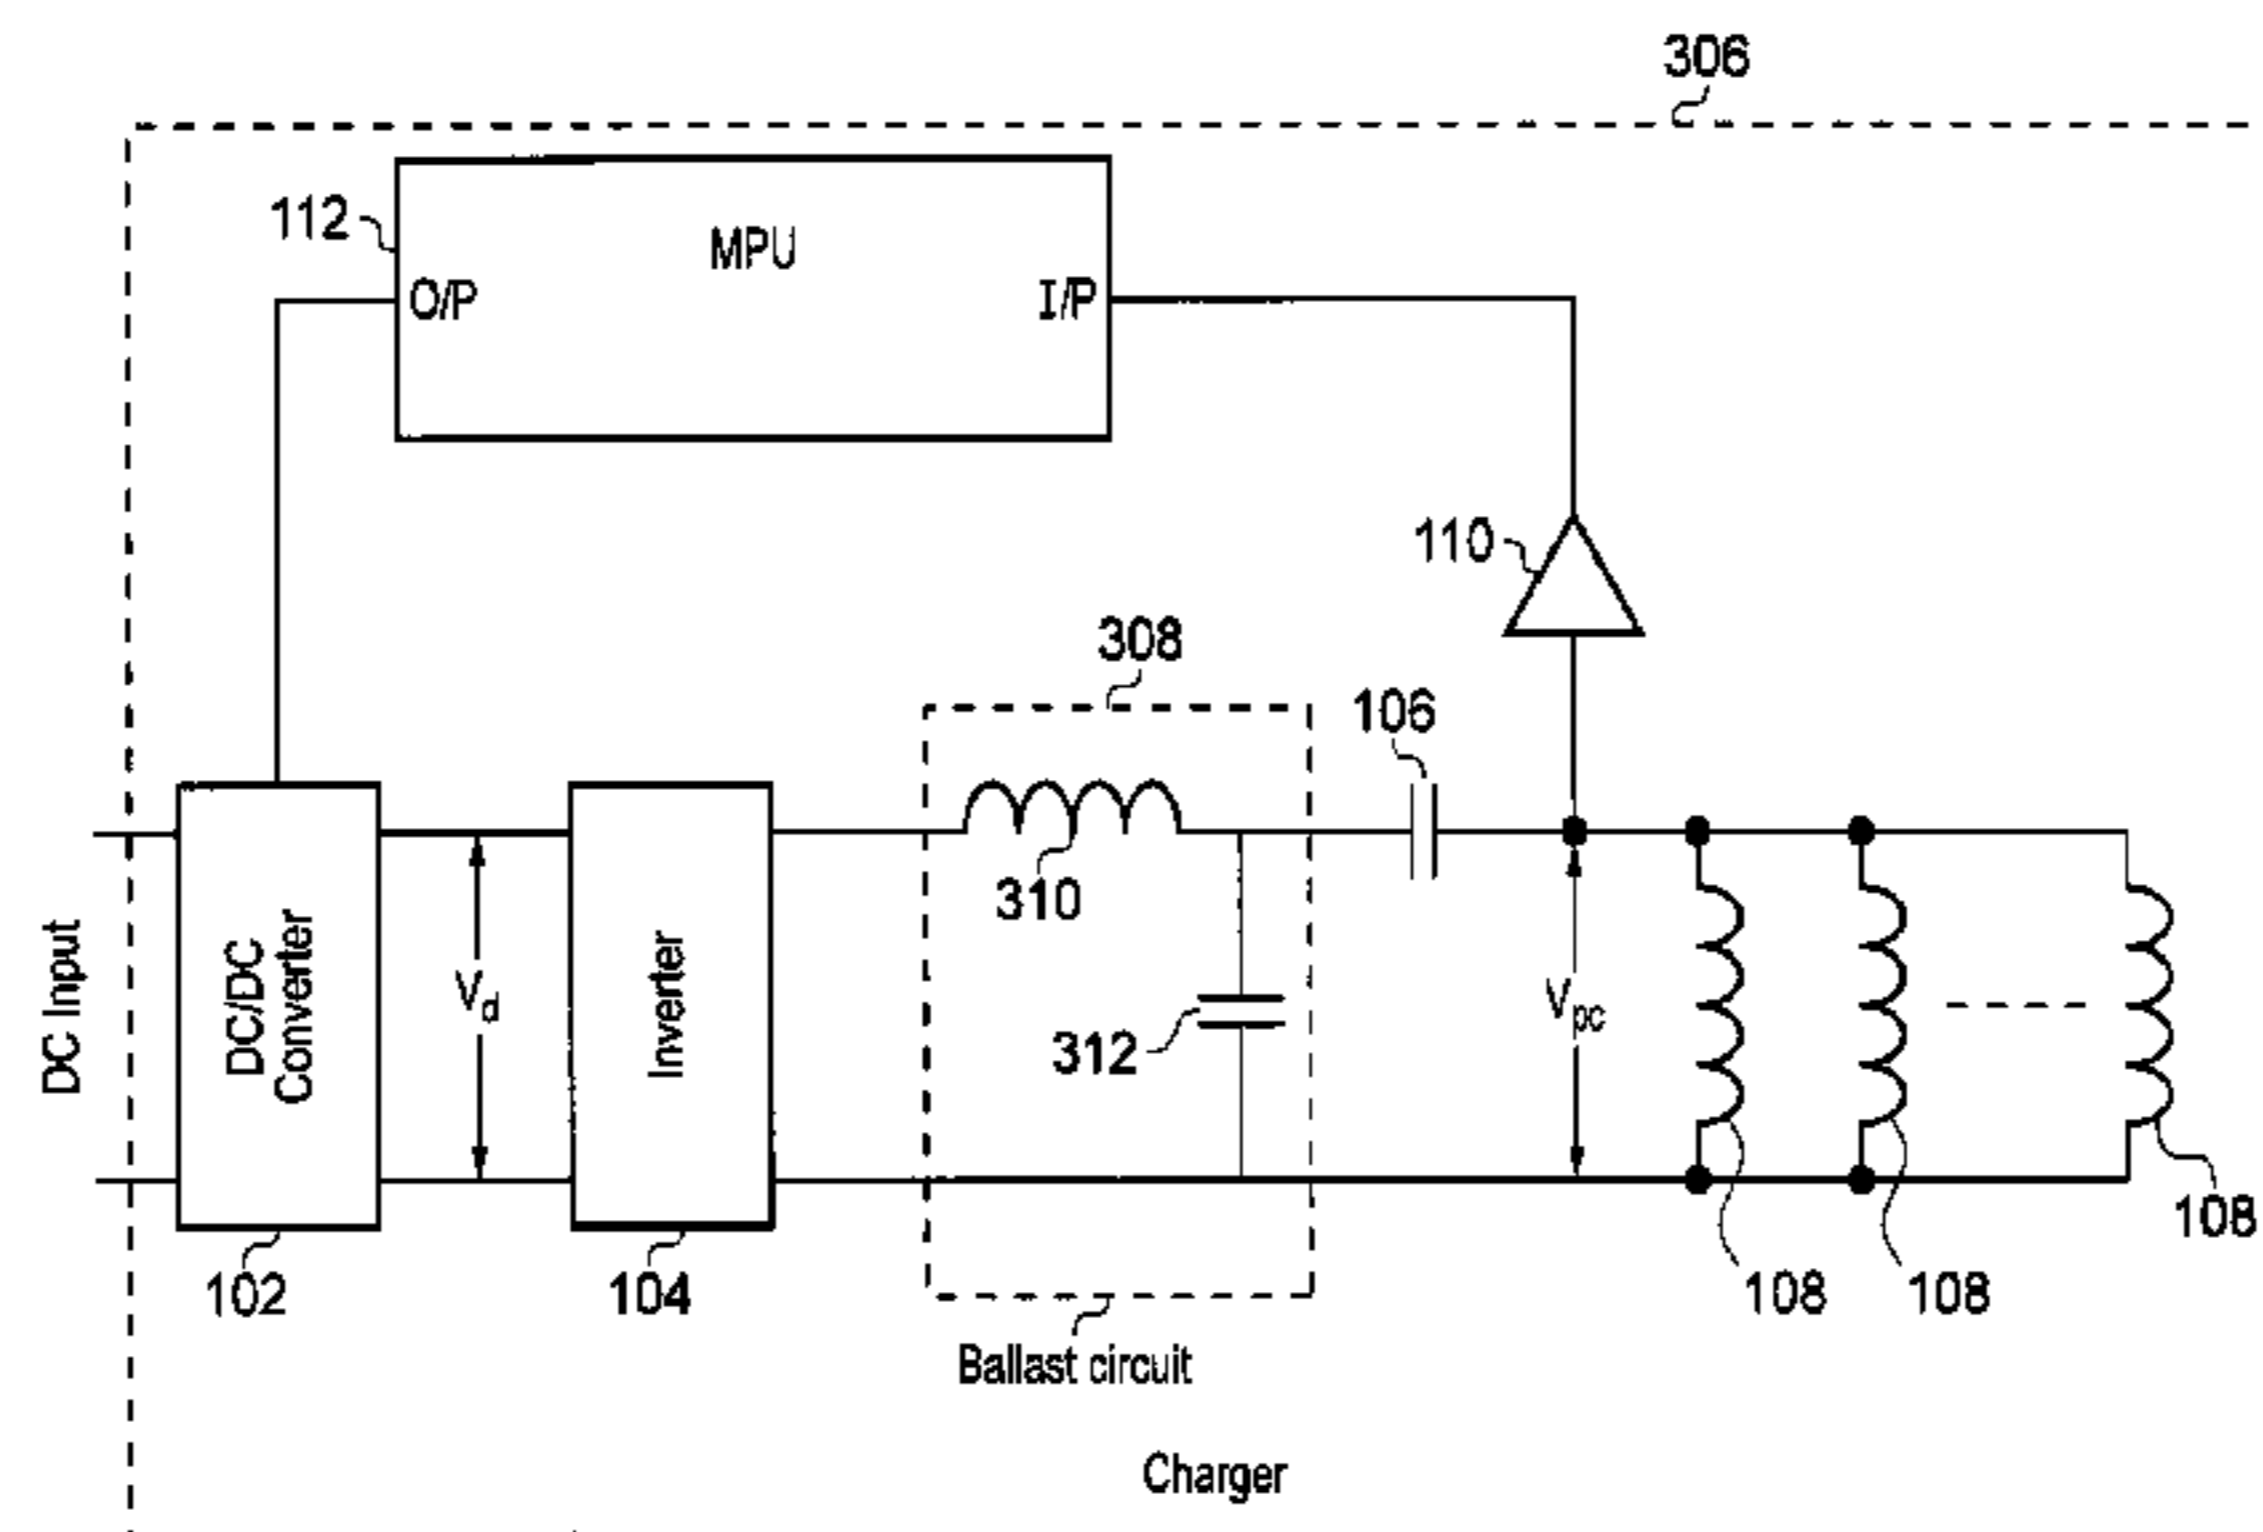 306
112
MPU
O/P
I/P
110
308
106
310
DC Input
DC/DC
Converter
Vd
Inverter
312
Vpc
108
102
104
108
108
Ballast circuit
Charger